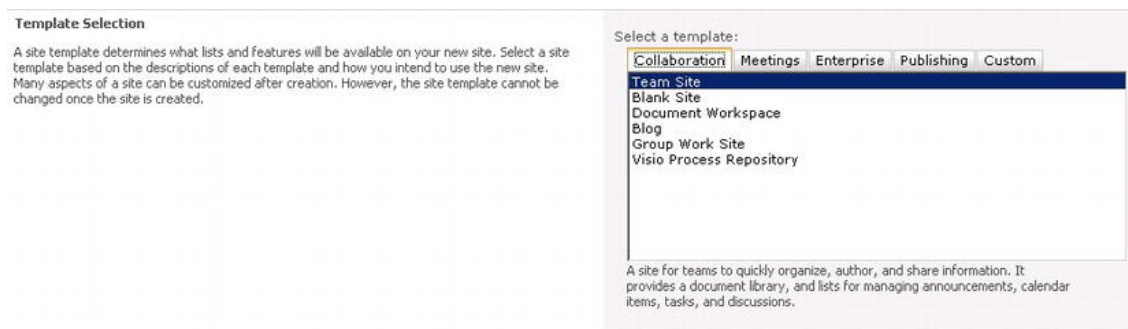 Template Selection
A site template determines what lists and features will be available on your new site. Select a site
template based on the descriptions of each template and how you intend to use the new site.
Many aspects of a site can be customized after creation. However, the site template cannot be
changed once the site is created.
Select a template:
Collaboration Meetings Enterprise Publishing Custom
Team Site
Blank Site
Document Workspace
Blog
Group Work Site
Visio Process Repository
A site for teams to quickly organize, author, and share information. It
provides a document library, and lists for managing announcements, calendar
items, tasks, and discussions.